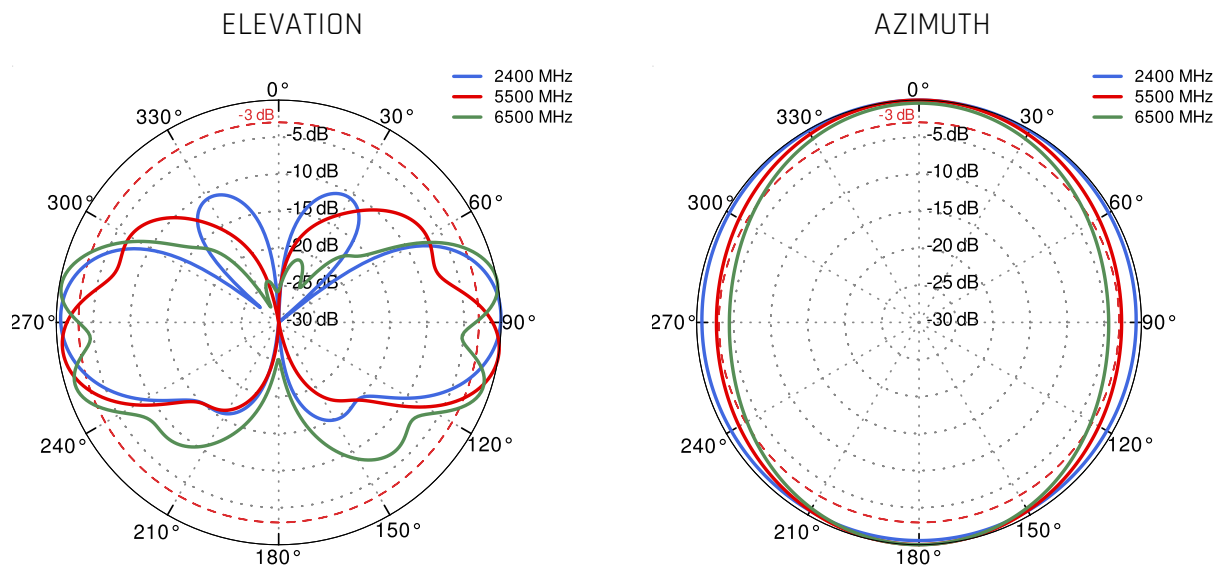 ELEVATION
2400 MHz
5500 MHz
6500 MHz
0°
330°
30°
-3 dB
-5 dB
-10 dB
300°
60°
-15 dB
-20 dB
-25 dB
270°
-30 dB
90°
240°
120°
210°
150°
180°
AZIMUTH
2400 MHz
5500 MHz
6500 MHz
0°
330°
30°
-3 dB
-5 dB
-10 dB
300°
60°
-15 dB
-20 dB
-25 dB
270°
-30 dB
90°
240°
120°
210°
150°
180°